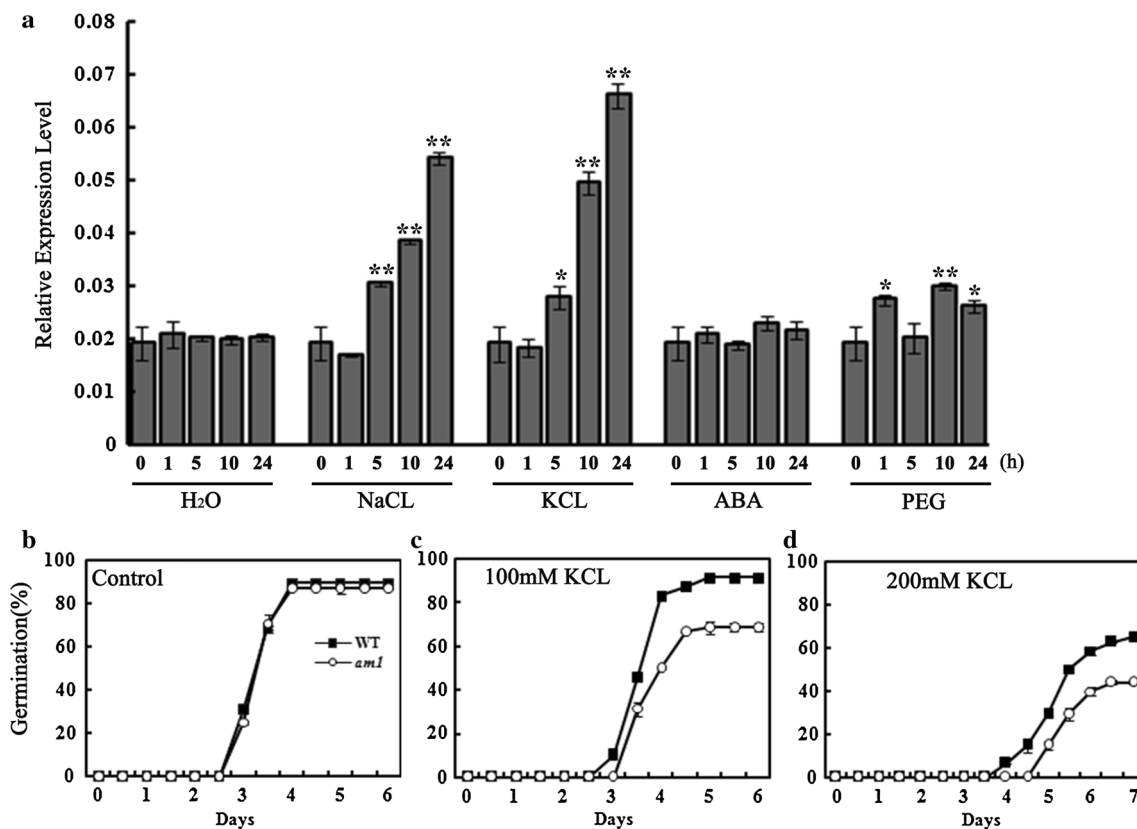 a
0.08
0.07
0.06
0.05
0.04
0.03
0.02
0.01
0
Relative Expression Level
** ** **
* ** **
* ** *
0 1 5 10 24 0 1 5 10 24 0 1 5 10 24 0 1 5 10 24 0 1 5 10 24 (h)
H₂O NaCL KCL ABA PEG
b
100
80
60
40
20
0
Germination(%)
Control
WT
am1
0 1 2 3 4 5 6
Days
c
100
80
60
40
20
0
100mM KCL
0 1 2 3 4 5 6
Days
d
100
80
60
40
20
0
200mM KCL
0 1 2 3 4 5 6 7
Days